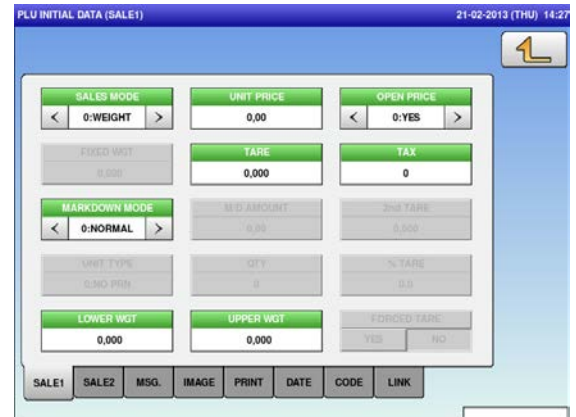 PLU INITIAL DATA (SALE1) 21-02-2013 (THU) 14:27
SALES MODE UNIT PRICE OPEN PRICE
< 0:WEIGHT > 0,00 < 0:YES >
FIXED WGT TARE TAX
0,000 0,000 0
MARKDOWN MODE M/D AMOUNT 2nd TARE
< 0:NORMAL > 0,00 0,000
UNIT TYPE QTY % TARE
0:NO PRN 0 0.0
LOWER WGT UPPER WGT FORCED TARE
0,000 0,000 YES NO
SALE1 SALE2 MSG. IMAGE PRINT DATE CODE LINK